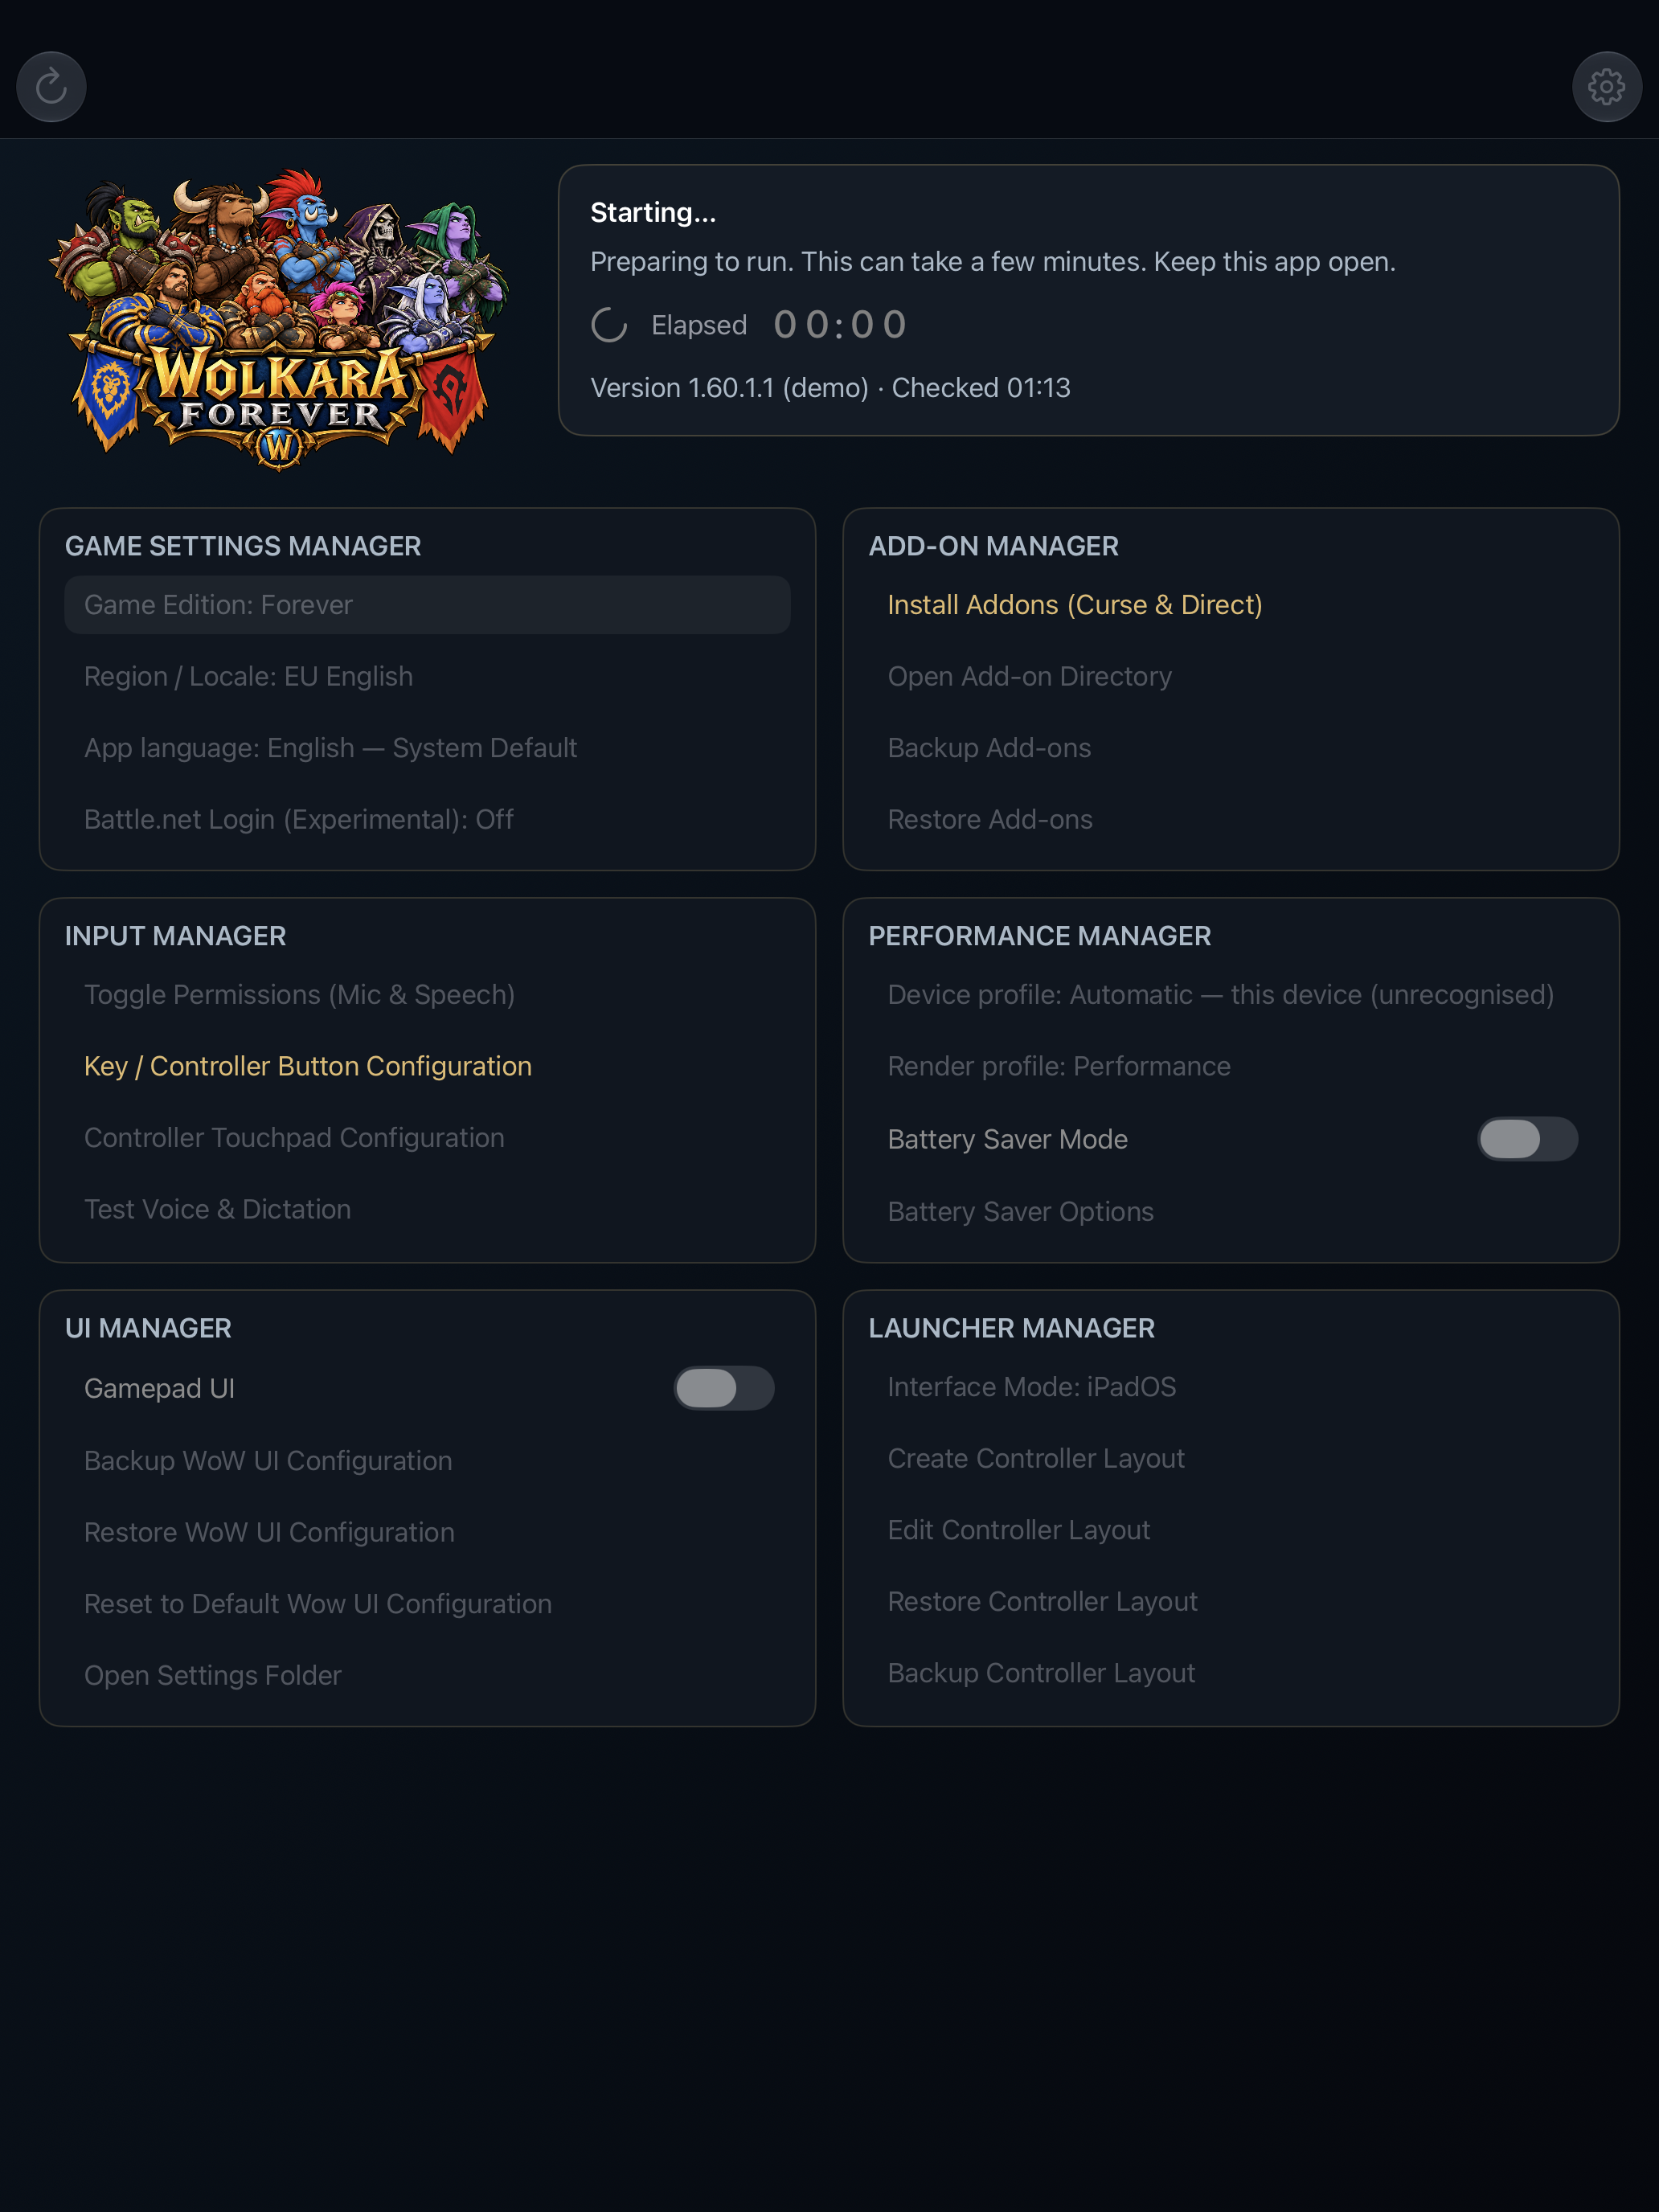 WOLKARA
FOREVER
W
Starting...
Preparing to run. This can take a few minutes. Keep this app open.
Elapsed 00:00
Version 1.60.1.1 (demo) · Checked 01:13
GAME SETTINGS MANAGER
Game Edition: Forever
Region / Locale: EU English
App language: English — System Default
Battle.net Login (Experimental): Off
ADD-ON MANAGER
Install Addons (Curse & Direct)
Open Add-on Directory
Backup Add-ons
Restore Add-ons
INPUT MANAGER
Toggle Permissions (Mic & Speech)
Key / Controller Button Configuration
Controller Touchpad Configuration
Test Voice & Dictation
PERFORMANCE MANAGER
Device profile: Automatic — this device (unrecognised)
Render profile: Performance
Battery Saver Mode
Battery Saver Options
UI MANAGER
Gamepad UI
Backup WoW UI Configuration
Restore WoW UI Configuration
Reset to Default Wow UI Configuration
Open Settings Folder
LAUNCHER MANAGER
Interface Mode: iPadOS
Create Controller Layout
Edit Controller Layout
Restore Controller Layout
Backup Controller Layout